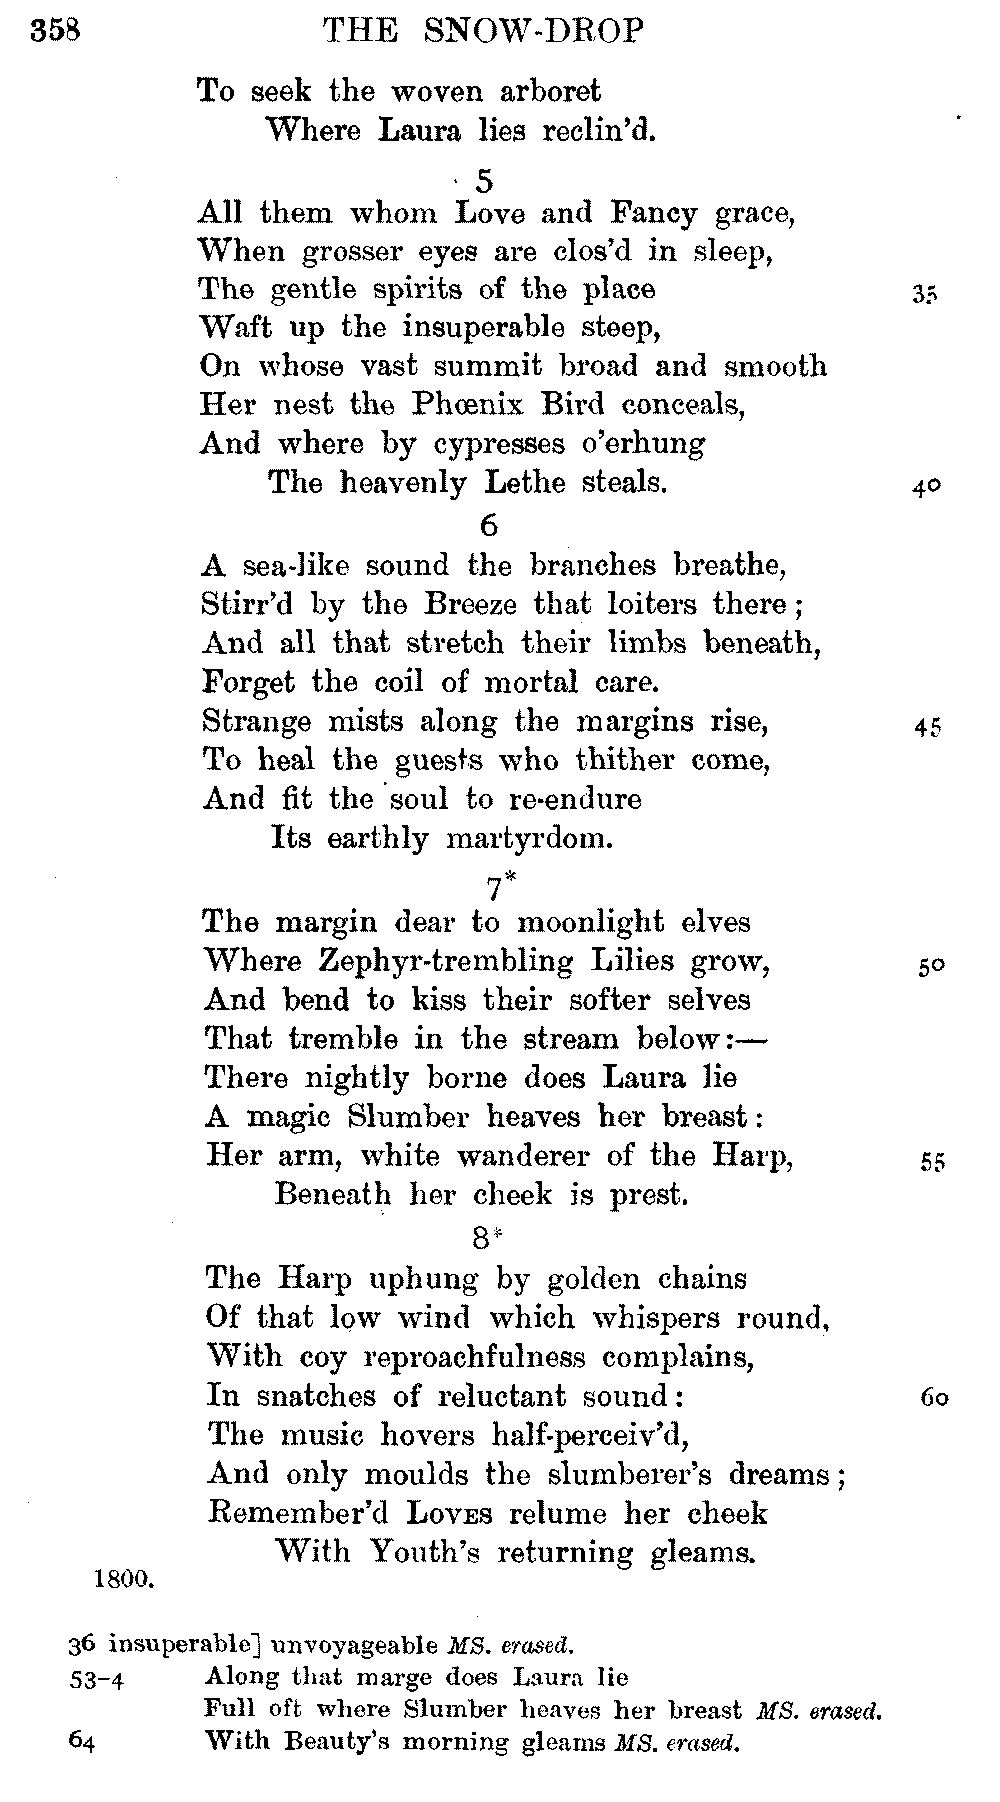 358 THE SNOW-DROP
To seek the woven arboret
Where Laura lies reclin'd.
5
All them whom Love and Fancy grace,
When grosser eyes are clos'd in sleep,
The gentle spirits of the place 35
Waft up the insuperable steep,
On whose vast summit broad and smooth
Her nest the Phœnix Bird conceals,
And where by cypresses o'erhung
The heavenly Lethe steals. 40
6
A sea-like sound the branches breathe,
Stirr'd by the Breeze that loiters there;
And all that stretch their limbs beneath,
Forget the coil of mortal care.
Strange mists along the margins rise, 45
To heal the guests who thither come,
And fit the soul to re-endure
Its earthly martyrdom.
7*
The margin dear to moonlight elves
Where Zephyr-trembling Lilies grow, 50
And bend to kiss their softer selves
That tremble in the stream below:—
There nightly borne does Laura lie
A magic Slumber heaves her breast:
Her arm, white wanderer of the Harp, 55
Beneath her cheek is prest.
8*
The Harp uphung by golden chains
Of that low wind which whispers round,
With coy reproachfulness complains,
In snatches of reluctant sound: 60
The music hovers half-perceiv'd,
And only moulds the slumberer's dreams;
Remember'd LOVES relume her cheek
With Youth's returning gleams.
1800.
36 insuperable] unvoyageable MS. erased.
53-4 Along that marge does Laura lie
Full oft where Slumber heaves her breast MS. erased.
64 With Beauty's morning gleams MS. erased.